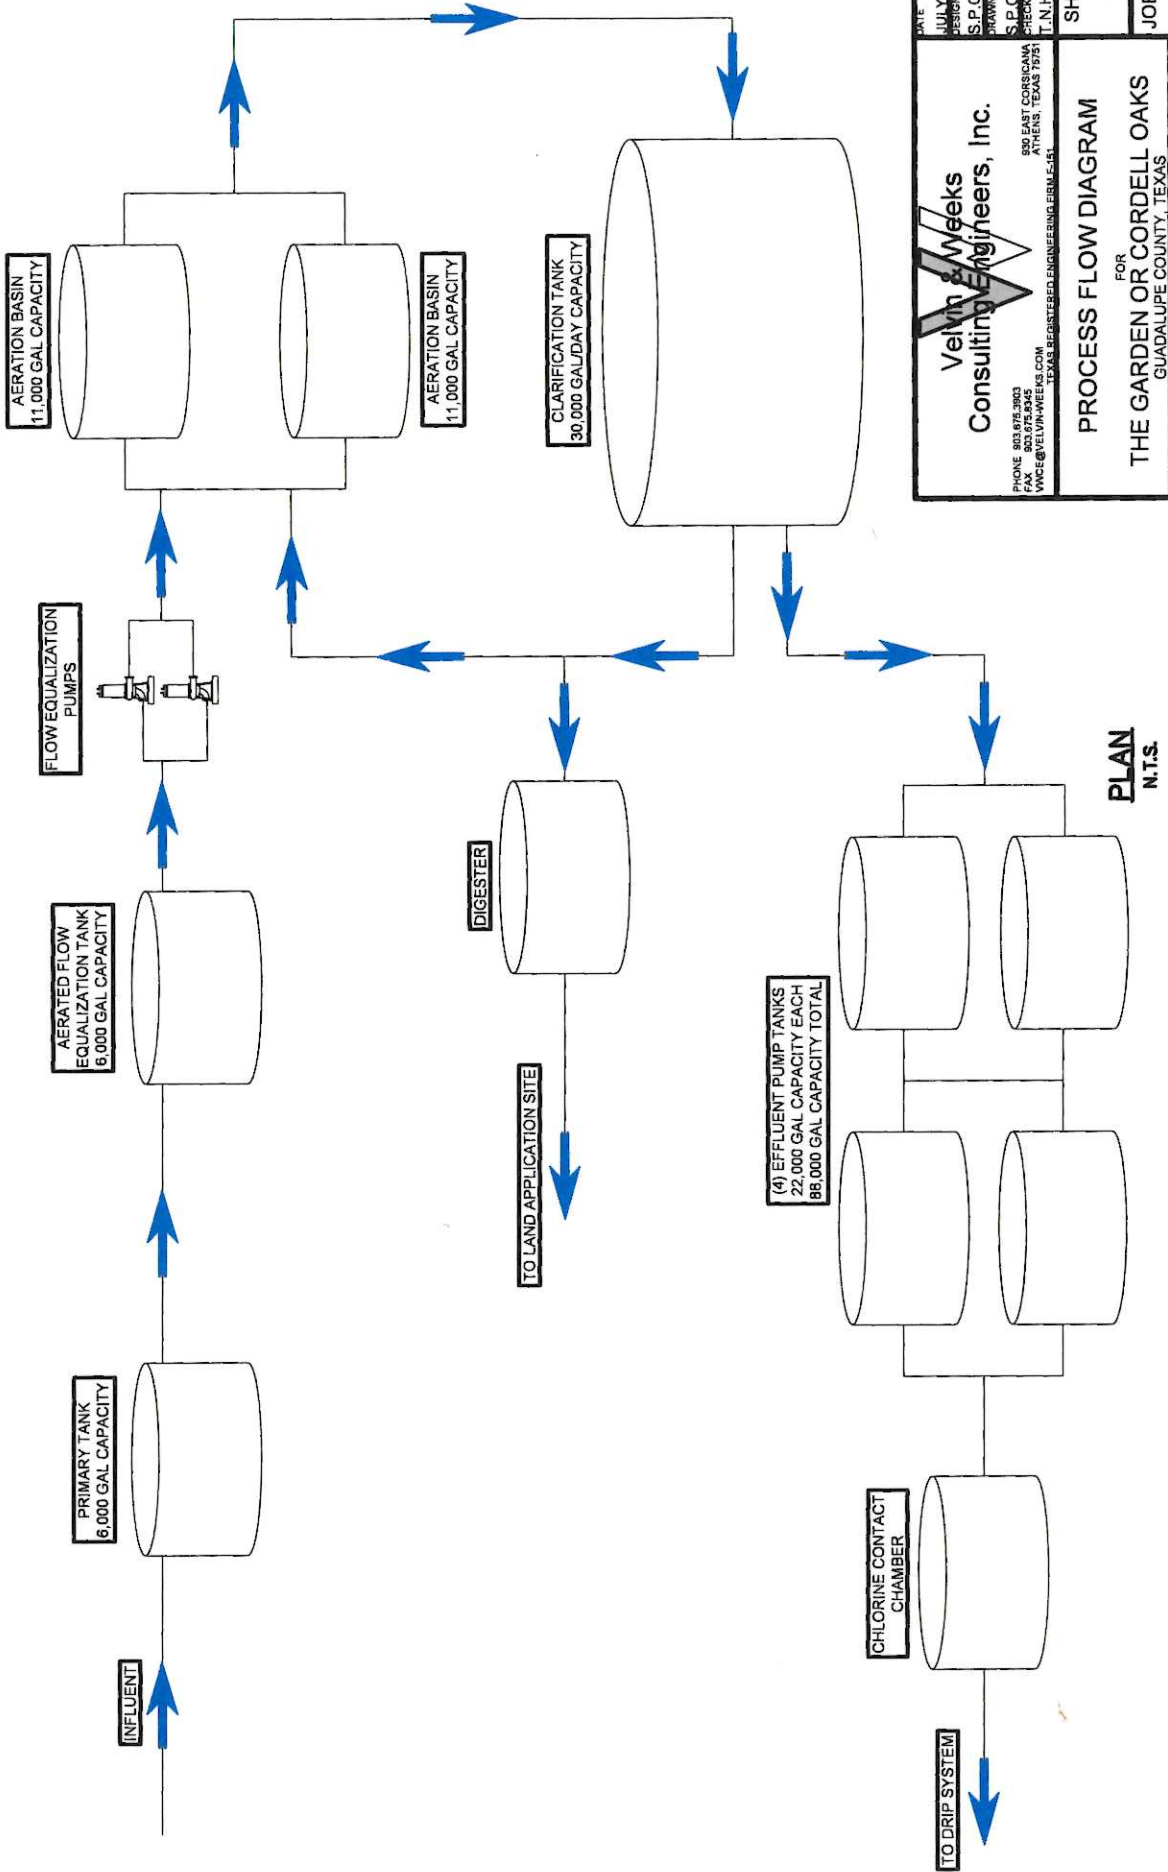 INFLUENT
PRIMARY TANK
6,000 GAL CAPACITY
AERATED FLOW
EQUALIZATION TANK
6,000 GAL CAPACITY
FLOW EQUALIZATION
PUMPS
AERATION BASIN
11,000 GAL CAPACITY
AERATION BASIN
11,000 GAL CAPACITY
CLARIFICATION TANK
30,000 GAL/DAY CAPACITY
DIGESTER
TO LAND APPLICATION SITE
(4) EFFLUENT PUMP TANKS
22,000 GAL CAPACITY EACH
88,000 GAL CAPACITY TOTAL
CHLORINE CONTACT
CHAMBER
TO DRIP SYSTEM
PLAN
N.T.S.
Velvin & Weeks
Consulting Engineers, Inc.
PHONE 903.675.3903
FAX 903.675.8345
VWCE@VELVIN-WEEKS.COM
930 EAST CORSICANA
ATHENS, TEXAS 75751
TEXAS REGISTERED ENGINEERING FIRM F-151
PROCESS FLOW DIAGRAM
FOR
THE GARDEN OR CORDELL OAKS
GUADALUPE COUNTY, TEXAS
DATE
JULY